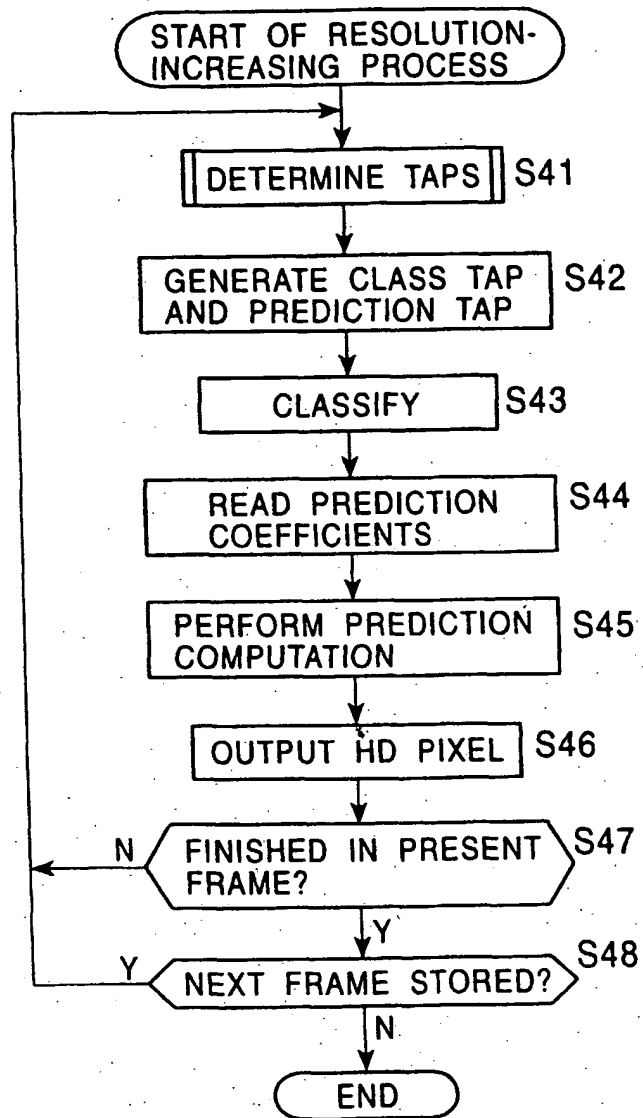 START OF RESOLUTION-
INCREASING PROCESS
DETERMINE TAPS S41
GENERATE CLASS TAP S42
AND PREDICTION TAP
CLASSIFY S43
READ PREDICTION S44
COEFFICIENTS
PERFORM PREDICTION S45
COMPUTATION
OUTPUT HD PIXEL S46
N FINISHED IN PRESENT S47
FRAME?
Y
Y NEXT FRAME STORED? S48
N
END